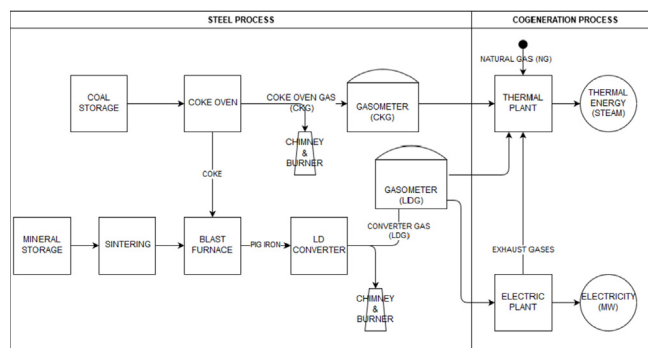 STEEL PROCESS
COGENERATION PROCESS
NATURAL GAS (NG)
COAL
STORAGE
COKE OVEN
COKE OVEN GAS
(CKG)
GASOMETER
(CKG)
THERMAL
PLANT
THERMAL
ENERGY
(STEAM)
CHIMNEY
&
BURNER
COKE
GASOMETER
(LIDG)
MINERAL
STORAGE
SINTERING
BLAST
FURNACE
PIG IRON
LD
CONVERTER
CONVERTER GAS
(LDG)
EXHAUST GASES
CHIMNEY
&
BURNER
ELECTRIC
PLANT
ELECTRICITY
(MW)